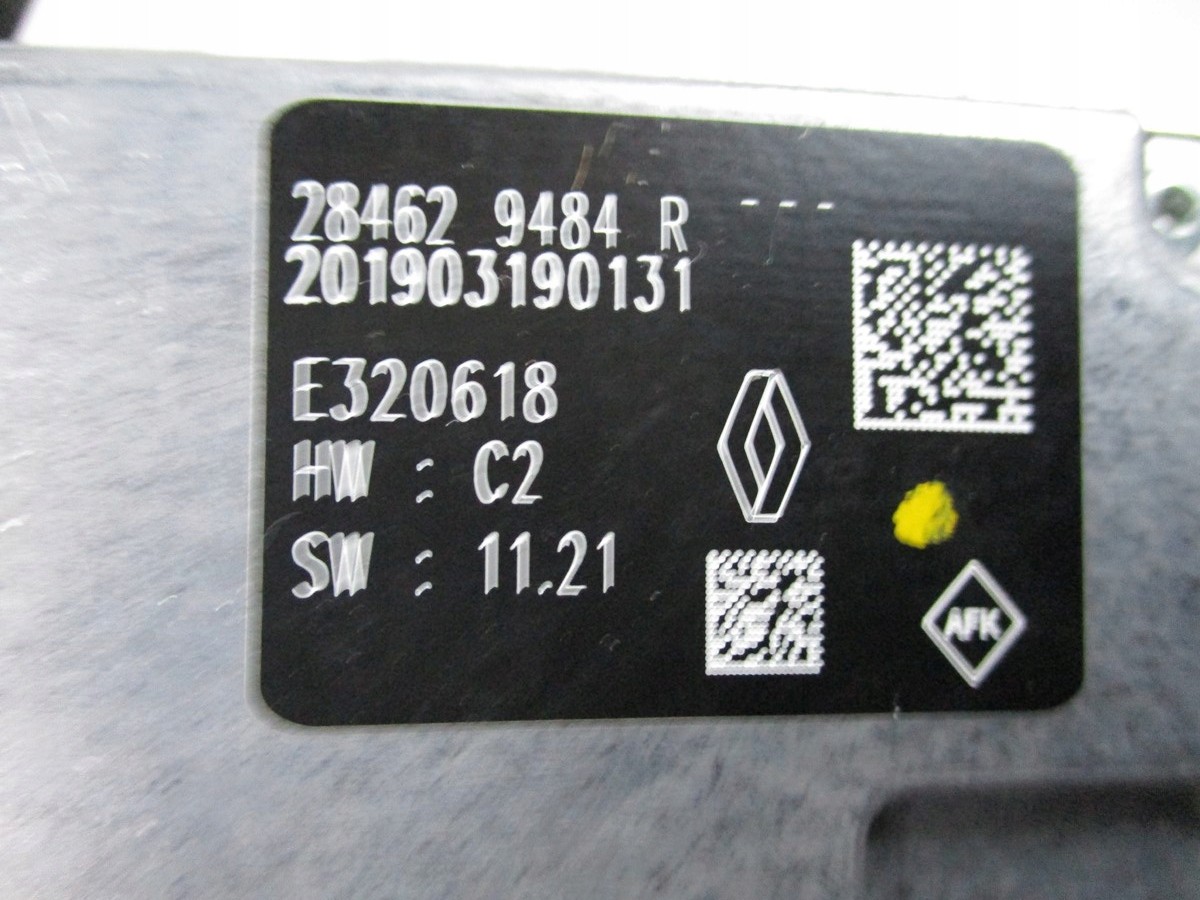 28462 9484 R ---
201903190131
E320618
HW : C2
SW : 11.21
AFK